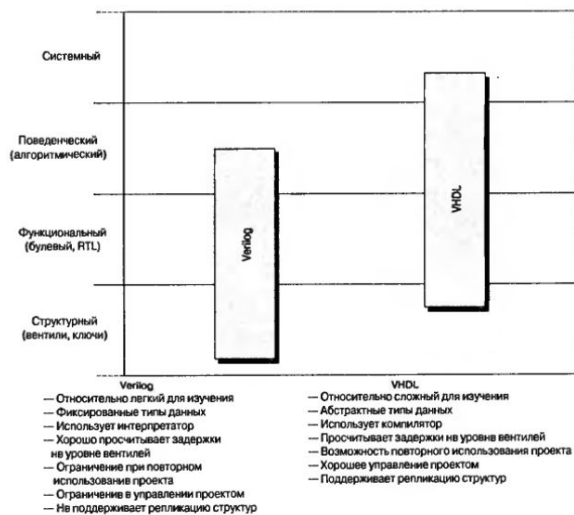 Системный
Поведенческий
(алгоритмический)
Функциональный
(булевый, RTL)
Структурный
(вентили, ключи)
Verilog
VHDL
Verilog
— Относительно легкий для изучения
— Фиксированные типы данных
— Использует интерпретатор
— Хорошо просчитывает задержки
на уровне вентилей
— Ограничение при повторном
использовании проекта
— Ограничение в управлении проектом
— Не поддерживает репликацию структур
VHDL
— Относительно сложный для изучения
— Абстрактные типы данных
— Использует компилятор
— Просчитывает задержки на уровне вентилей
— Возможность повторного использования проекта
— Хорошее управление проектом
— Поддерживает репликацию структур